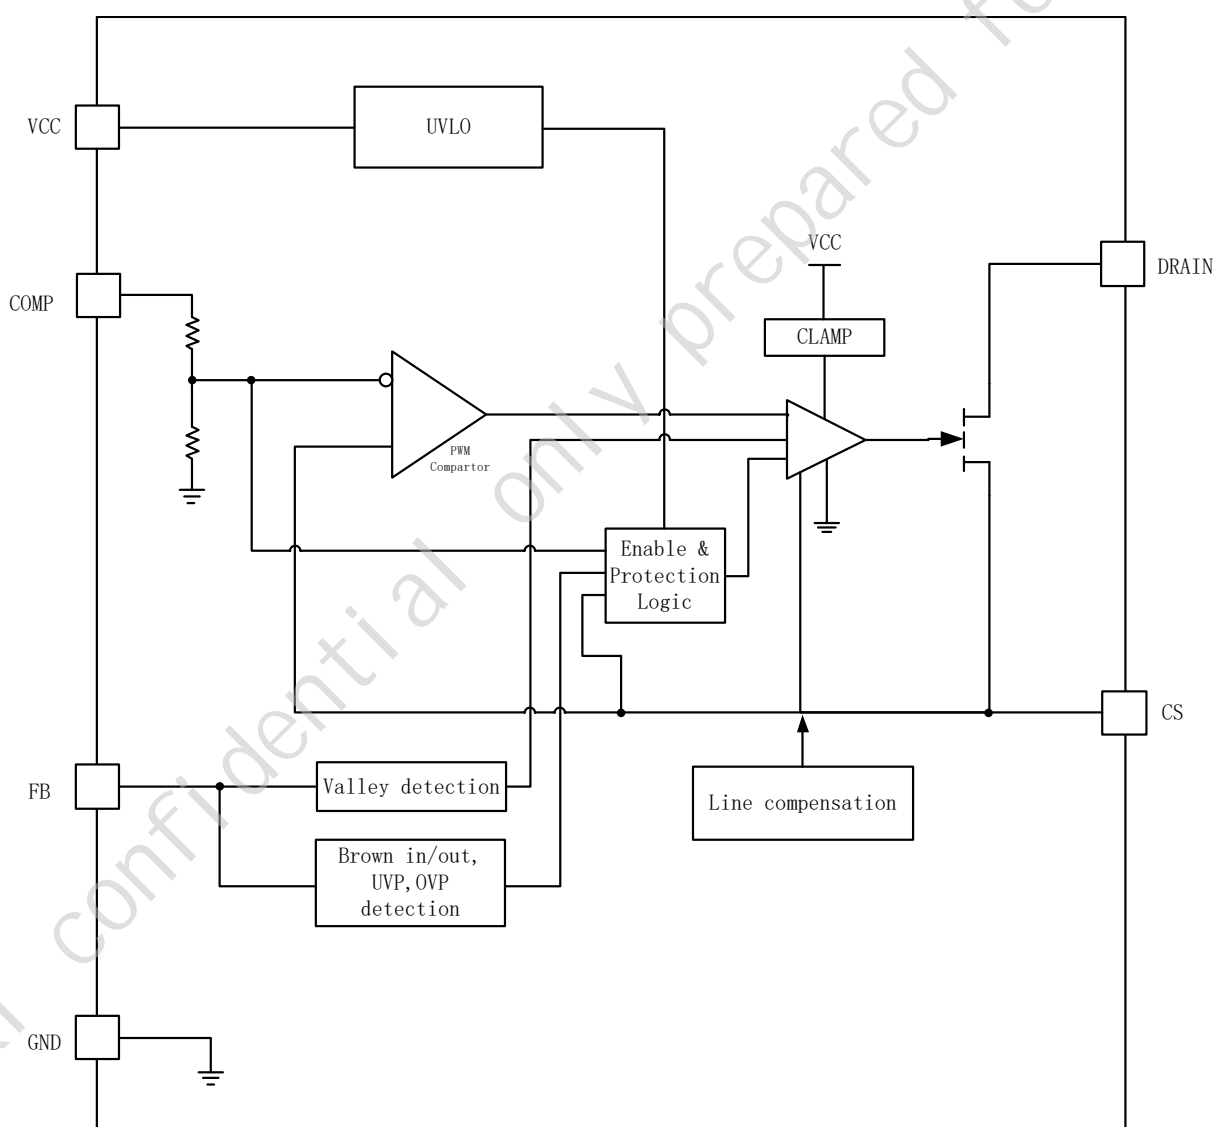 VCC
UVLO
VCC
DRAIN
COMP
CLAMP
PWM
Compartor
Enable &
Protection
Logic
CS
FB
Valley detection
Line compensation
Brown in/out,
UVP,OVP
detection
GND
confidential only prepared